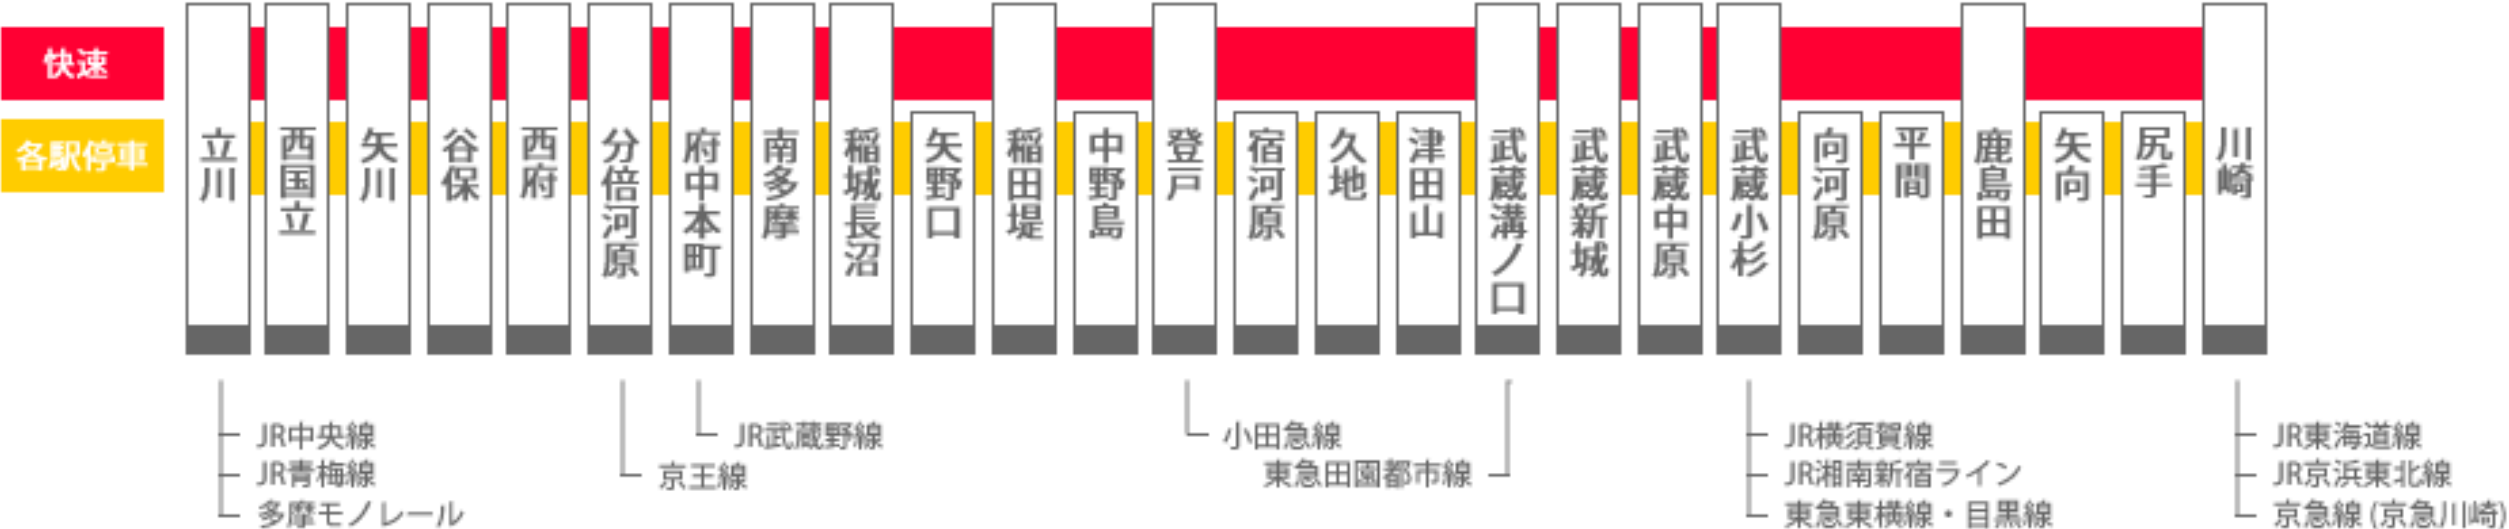 快速
各駅停車
立川
西国立
矢川
谷保
西府
分倍河原
府中本町
南多摩
稲城長沼
矢野口
稲田堤
中野島
登戸
宿河原
久地
津田山
武蔵溝ノ口
武蔵新城
武蔵中原
武蔵小杉
向河原
平間
鹿島田
矢向
尻手
川崎
JR中央線
JR青梅線
多摩モノレール
京王線
JR武蔵野線
小田急線
東急田園都市線
JR横須賀線
JR湘南新宿ライン
東急東横線・目黒線
JR東海道線
JR京浜東北線
京急線 (京急川崎)